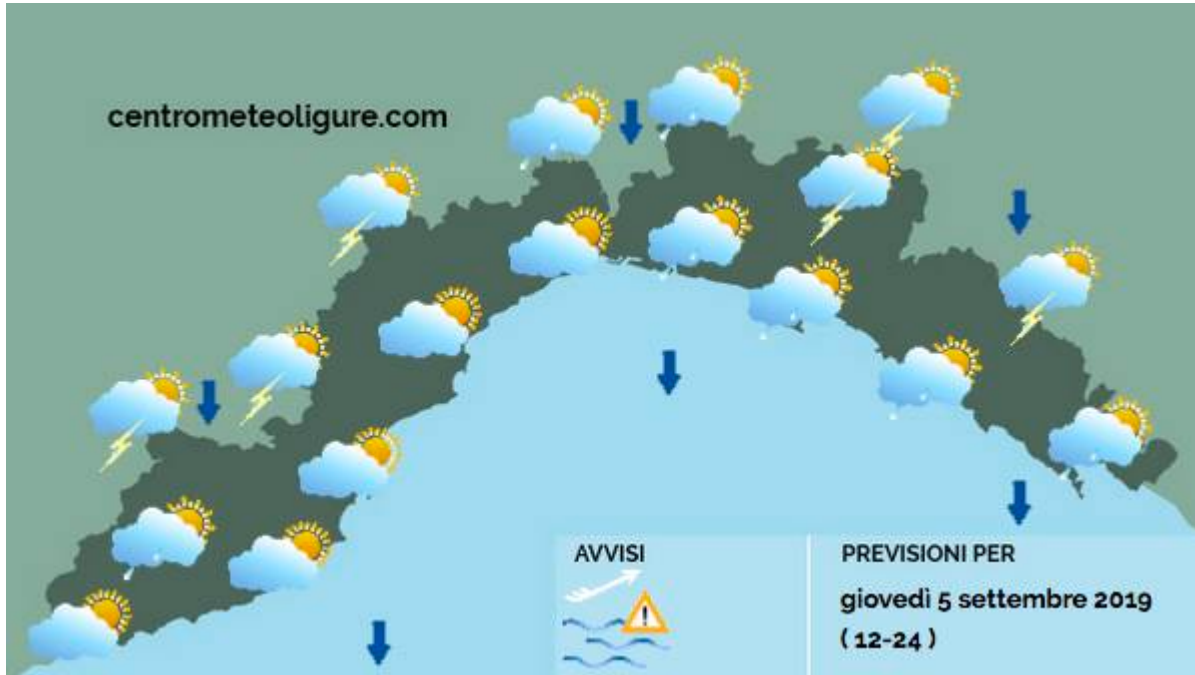 centrometeoligure.com
AVVISI
PREVISIONI PER
giovedì 5 settembre 2019
( 12-24 )